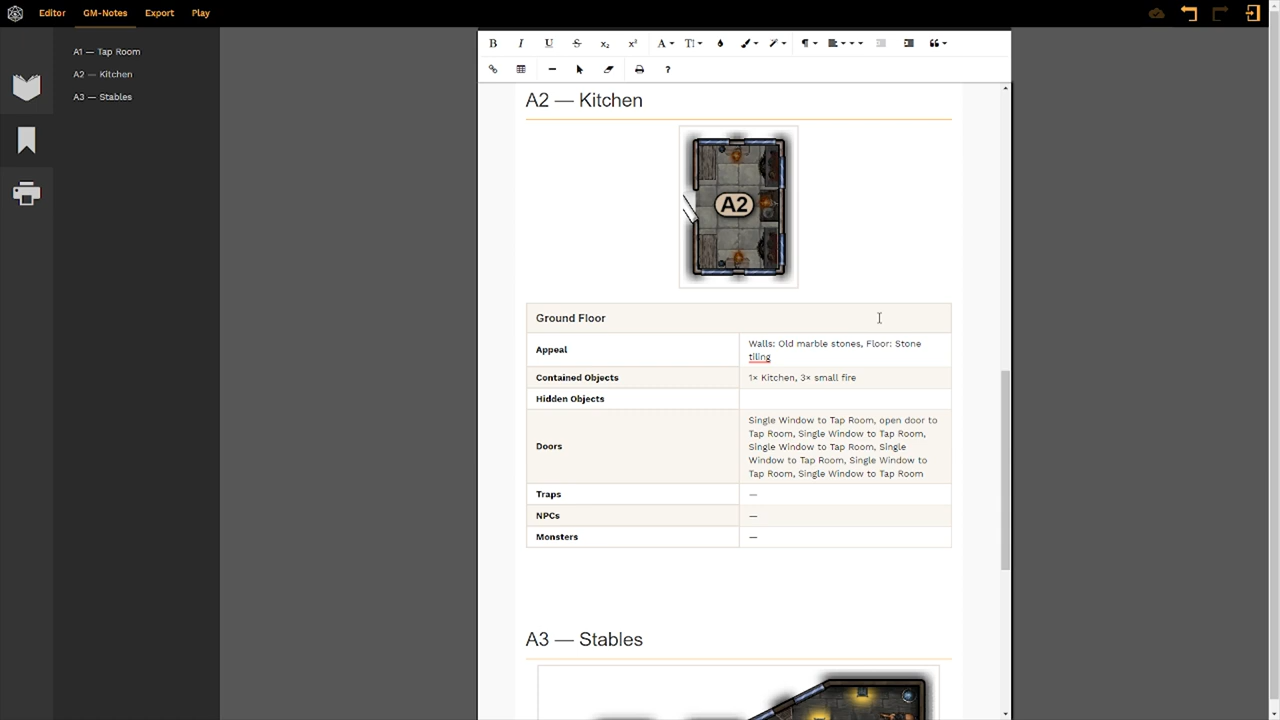 Editor GM-Notes Export Play
A1 — Tap Room
A2 — Kitchen
A3 — Stables
B I U S x₂ x² A T! ¶ “
— ?
A2 — Kitchen
A2
Ground Floor
Appeal
Walls: Old marble stones, Floor: Stone
tiling
Contained Objects
1× Kitchen, 3× small fire
Hidden Objects
Doors
Single Window to Tap Room, open door to
Tap Room, Single Window to Tap Room,
Single Window to Tap Room, Single
Window to Tap Room, Single Window to
Tap Room, Single Window to Tap Room
Traps
—
NPCs
—
Monsters
—
A3 — Stables